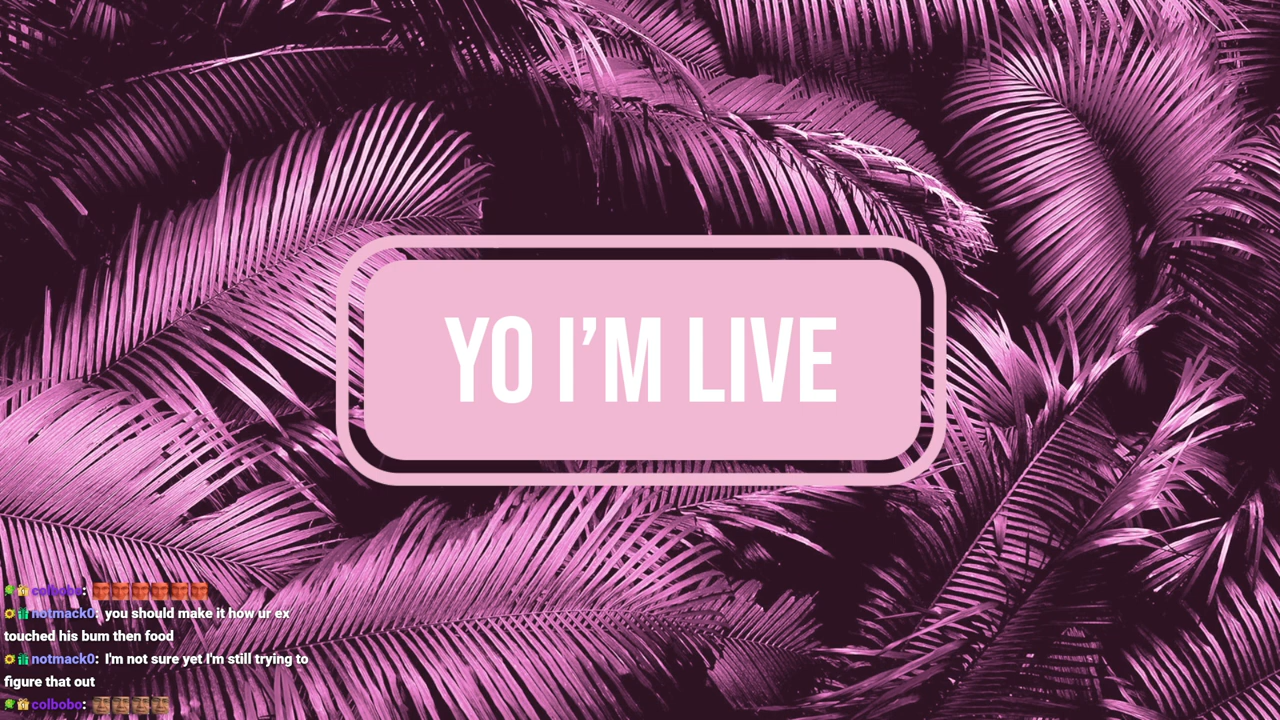 YO I’M LIVE
colbobo:
notmack0: you should make it how ur ex
touched his bum then food
notmack0: I'm not sure yet I'm still trying to
figure that out
colbobo: